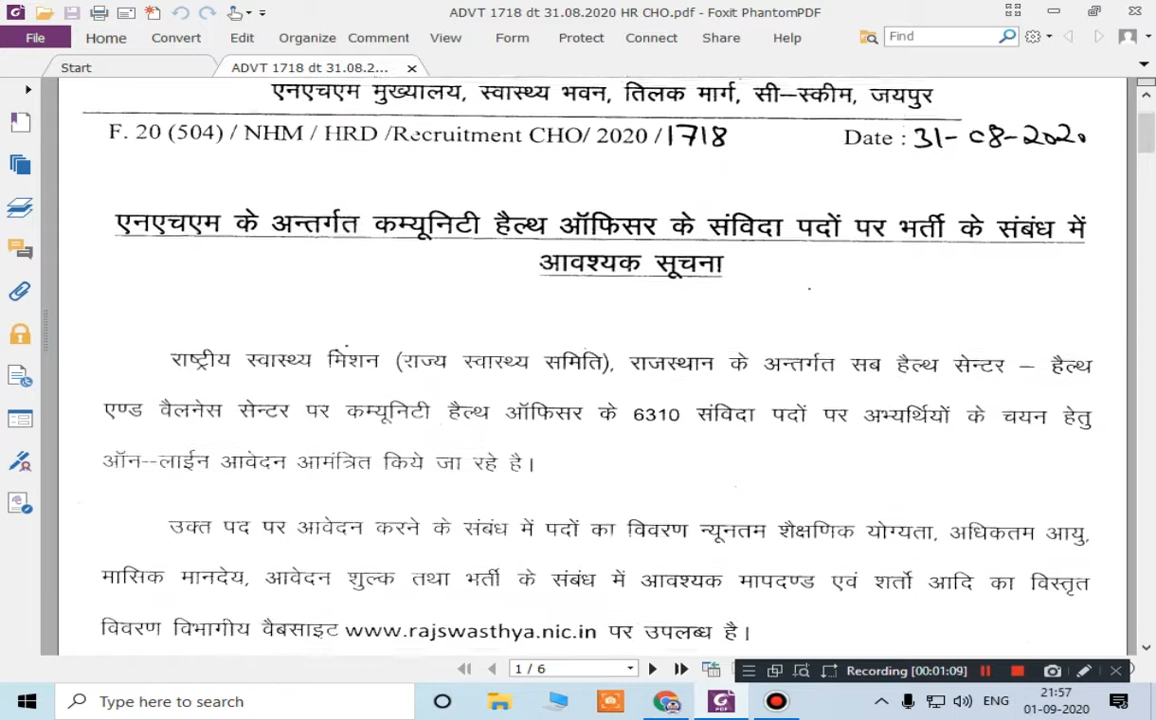 ADVT 1718 dt 31.08.2020 HR CHO.pdf - Foxit PhantomPDF
File Home Convert Edit Organize Comment View Form Protect Connect Share Help Find
Start ADVT 1718 dt 31.08.2...
एनएचएम मुख्यालय, स्वास्थ्य भवन, तिलक मार्ग, सी–स्कीम, जयपुर
F. 20 (504) / NHM / HRD /Recruitment CHO/ 2020 /1718 Date : 31-08-2020
एनएचएम के अन्तर्गत कम्यूनिटी हैल्थ ऑफिसर के संविदा पदों पर भर्ती के संबंध में
आवश्यक सूचना
राष्ट्रीय स्वास्थ्य मिशन (राज्य स्वास्थ्य समिति), राजस्थान के अन्तर्गत सब हैल्थ सेन्टर – हैल्थ
एण्ड वैलनेस सेन्टर पर कम्यूनिटी हैल्थ ऑफिसर के 6310 संविदा पदों पर अभ्यर्थियों के चयन हेतु
ऑन--लाईन आवेदन आमंत्रित किये जा रहे है।
उक्त पद पर आवेदन करने के संबंध में पदों का विवरण न्यूनतम शैक्षणिक योग्यता, अधिकतम आयु,
मासिक मानदेय, आवेदन शुल्क तथा भर्ती के संबंध में आवश्यक मापदण्ड एवं शर्तो आदि का विस्तृत
विवरण विभागीय वैबसाइट www.rajswasthya.nic.in पर उपलब्ध है।
1 / 6
Recording [00:01:09]
Type here to search
ENG
21:57
01-09-2020